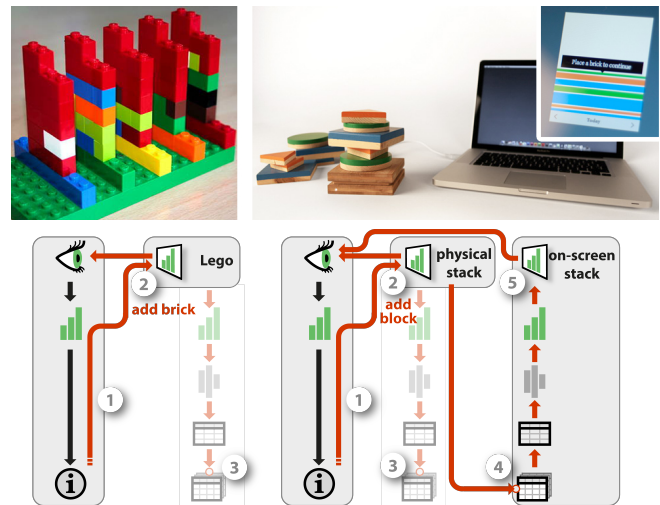 Place a brick to continue
Today
Lego
2
add brick
1
3
physical
stack
2
add
block
1
3
4
on-screen
stack
5